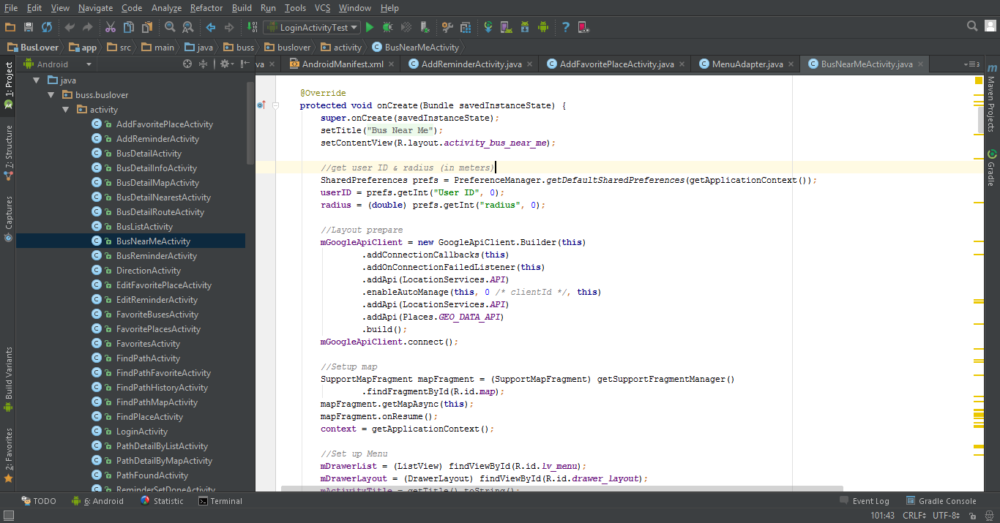 File Edit View Navigate Code Analyze Refactor Build Run Tools VCS Window Help
LoginActivityTest
BusLover app src main java buss buslover activity BusNearMeActivity
Android va AndroidManifest.xml AddReminderActivity.java AddFavoritePlaceActivity.java MenuAdapter.java BusNearMeActivity.java
1: Project
7: Structure
Captures
Build Variants
2: Favorites
java
buss.buslover
activity
AddFavoritePlaceActivity
AddReminderActivity
BusDetailActivity
BusDetailInfoActivity
BusDetailMapActivity
BusDetailNearestActivity
BusDetailRouteActivity
BusListActivity
BusNearMeActivity
BusReminderActivity
DirectionActivity
EditFavoritePlaceActivity
EditReminderActivity
FavoriteBusesActivity
FavoritePlacesActivity
FavoritesActivity
FindPathActivity
FindPathFavoriteActivity
FindPathHistoryActivity
FindPathMapActivity
FindPlaceActivity
LoginActivity
PathDetailByListActivity
PathDetailByMapActivity
PathFoundActivity
ReminderSetDoneActivity
@Override
protected void onCreate(Bundle savedInstanceState) {
super.onCreate(savedInstanceState);
setTitle("Bus Near Me");
setContentView(R.layout.activity_bus_near_me);
//get user ID & radius (in meters)
SharedPreferences prefs = PreferenceManager.getDefaultSharedPreferences(getApplicationContext());
userID = prefs.getInt("User ID", 0);
radius = (double) prefs.getInt("radius", 0);
//Layout prepare
mGoogleApiClient = new GoogleApiClient.Builder(this)
.addConnectionCallbacks(this)
.addOnConnectionFailedListener(this)
.addApi(LocationServices.API)
.enableAutoManage(this, 0 /* clientId */, this)
.addApi(LocationServices.API)
.addApi(Places.GEO_DATA_API)
.build();
mGoogleApiClient.connect();
//Setup map
SupportMapFragment mapFragment = (SupportMapFragment) getSupportFragmentManager()
.findFragmentById(R.id.map);
mapFragment.getMapAsync(this);
mapFragment.onResume();
context = getApplicationContext();
//Set up Menu
mDrawerList = (ListView) findViewById(R.id.lv_menu);
mDrawerLayout = (DrawerLayout) findViewById(R.id.drawer_layout);
mActivityTitle = getTitle().toString();
Maven Projects
Gradle
TODO 6: Android Statistic Terminal Event Log Gradle Console
101:43 CRLF UTF-8